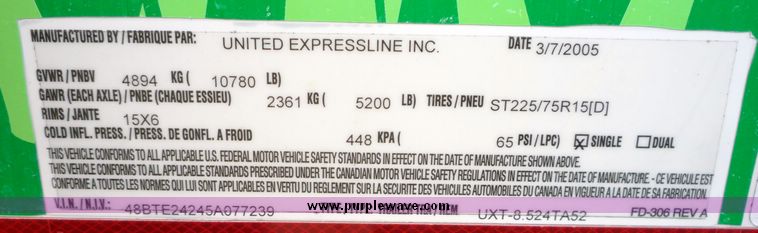 MANUFACTURED BY / FABRIQUE PAR: UNITED EXPRESSLINE INC. DATE 3/7/2005
GVWR / PNBV 4894 KG ( 10780 LB)
GAWR (EACH AXLE) / PNBE (CHAQUE ESSIEU) 2361 KG ( 5200 LB) TIRES / PNEU ST225/75R15[D]
RIMS / JANTE 15X6
COLD INFL. PRESS. / PRESS. DE GONFL. A FROID 448 KPA ( 65 PSI / LPC) X SINGLE DUAL
THIS VEHICLE CONFORMS TO ALL APPLICABLE U.S. FEDERAL MOTOR VEHICLE SAFETY STANDARDS IN EFFECT ON THE DATE OF MANUFACTURE SHOWN ABOVE.
THIS VEHICLE CONFORMS TO ALL APPLICABLE STANDARDS PRESCRIBED UNDER THE CANADIAN MOTOR VEHICLE SAFETY REGULATIONS IN EFFECT ON THE DATE OF MANUFACTURE. - CE VEHICULE EST
CONFORME A TOUTES LES NORMES QUI LUI SONT APPLICABLES EN VERTU DU REGLEMENT SUR LA SECURITE DES VEHICULES AUTOMOBILES DU CANADA EN VIGUEUR A LA DATE DE SA FABRICATION.
V.I.N. / N.I.V.: 48BTE24245A077239 UXT-8.524TA52 FD-306 REV A
www.purplewave.com